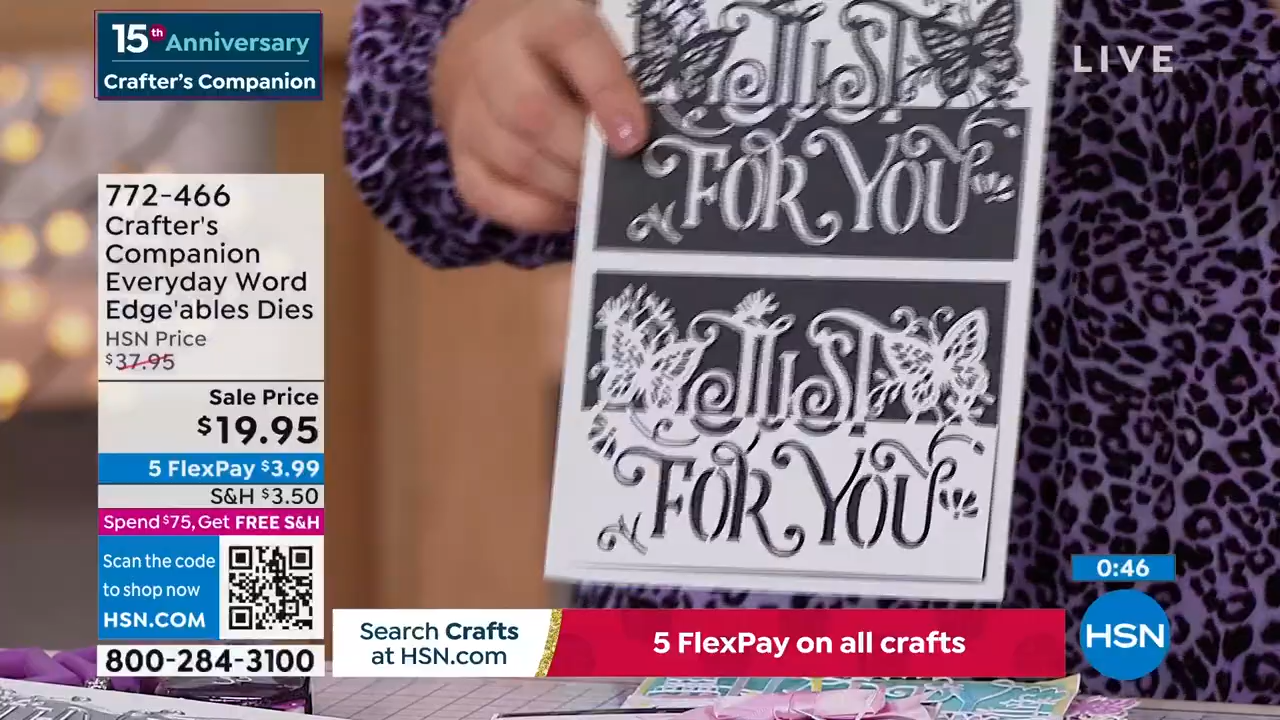 15th Anniversary
Crafter's Companion
LIVE
772-466
Crafter's
Companion
Everyday Word
Edge'ables Dies
HSN Price
$37.95
Sale Price
$19.95
5 FlexPay $3.99
S&H $3.50
Spend $75, Get FREE S&H
Scan the code
to shop now
HSN.COM
800-284-3100
JUST
FOR YOU
JUST
FOR YOU
Search Crafts
at HSN.com
5 FlexPay on all crafts
0:46
HSN